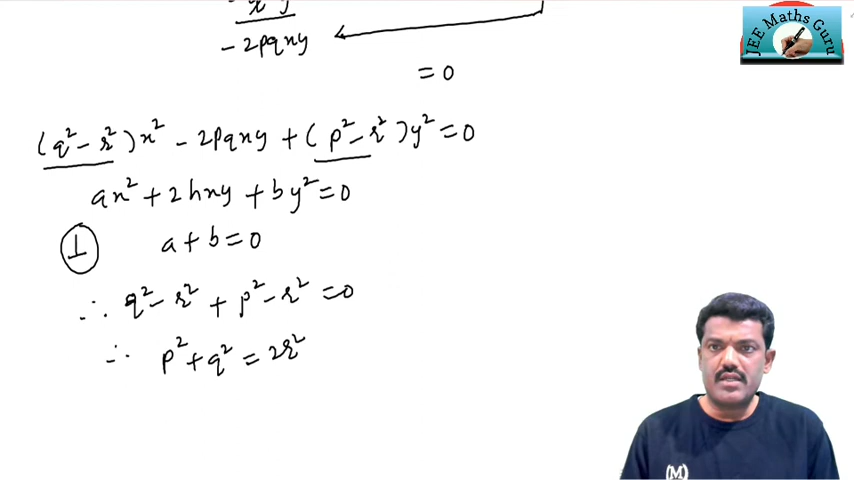 x y
- 2pqxy
= 0
(q² - r²)x² - 2pqxy + (p² - r²)y² = 0
ax² + 2hxy + by² = 0
⊥ a + b = 0
∴ q² - r² + p² - r² = 0
∴ p² + q² = 2r²
JEE Maths Guru
(M)